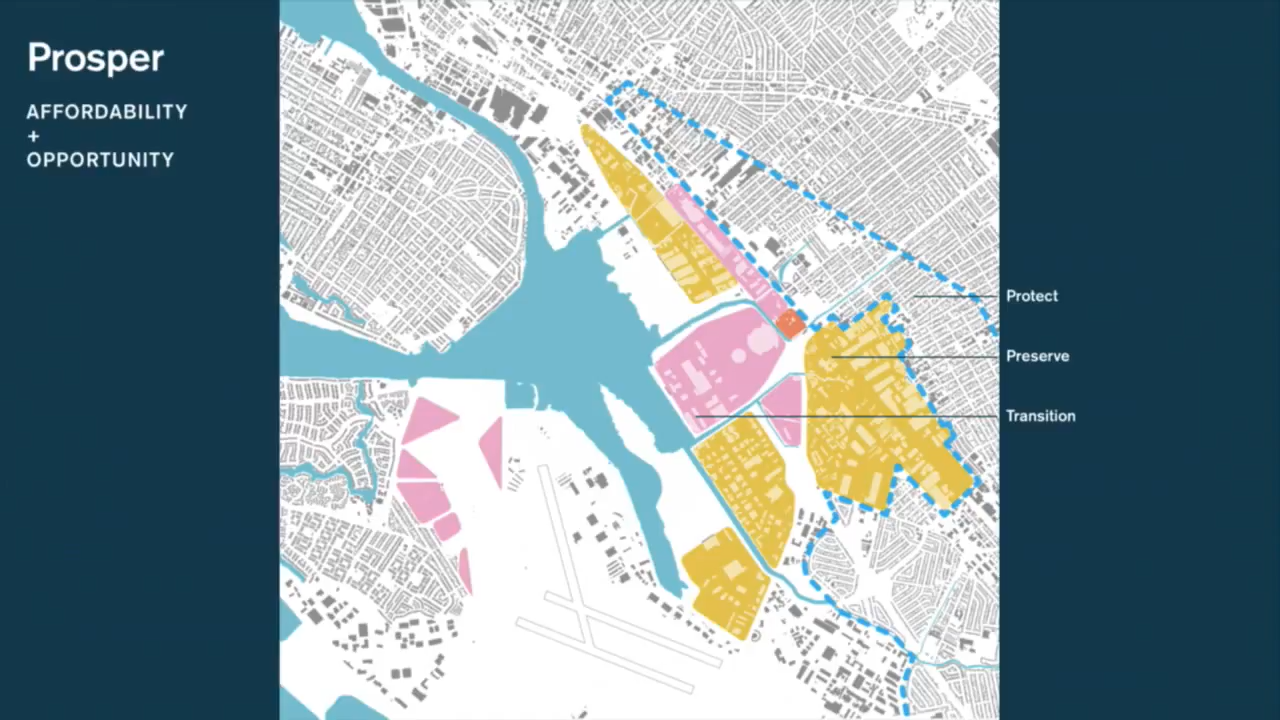 Prosper
AFFORDABILITY
+
OPPORTUNITY
Protect
Preserve
Transition